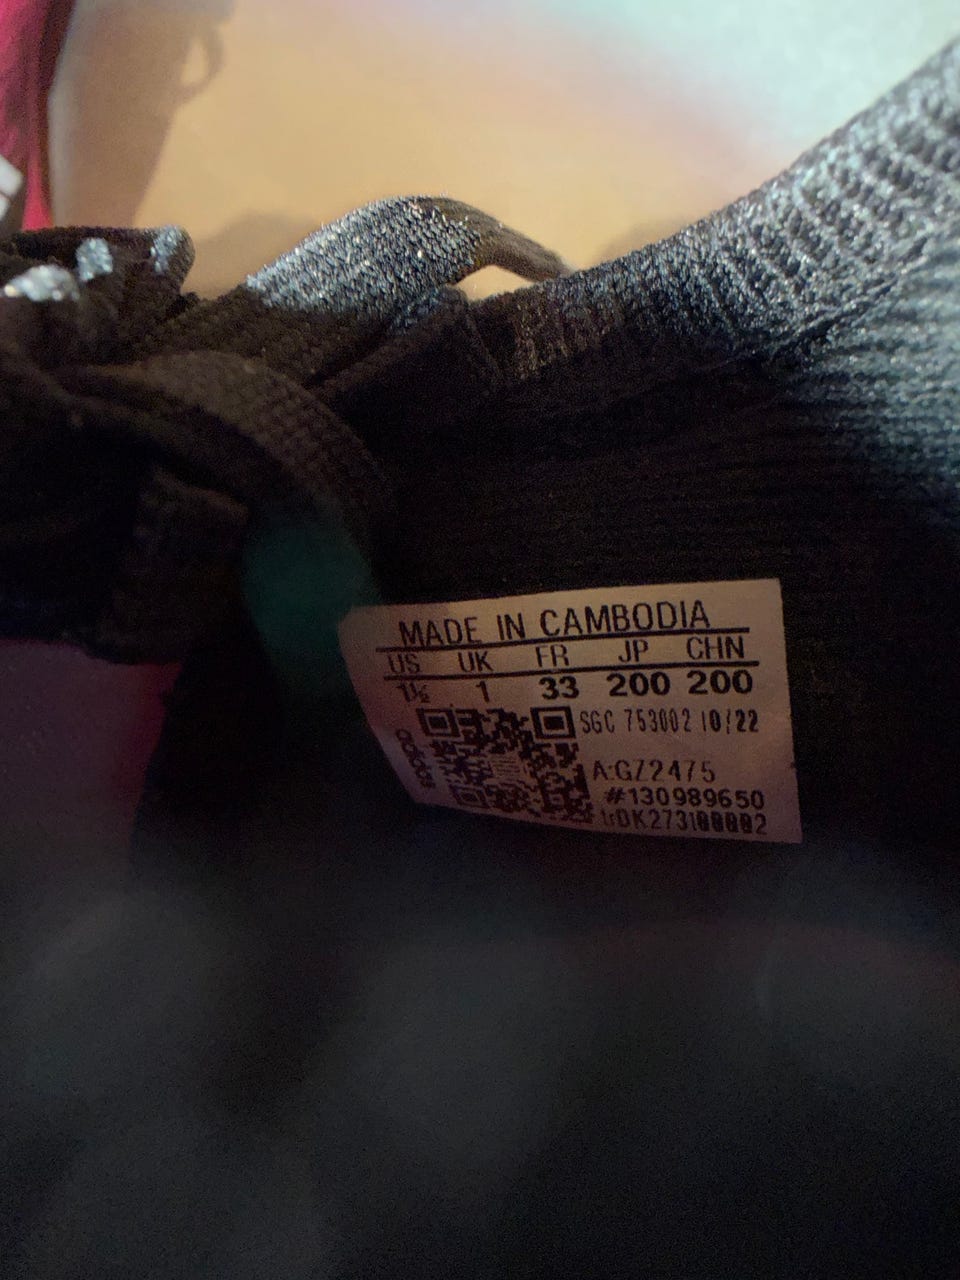 MADE IN CAMBODIA
US UK FR JP CHN
1½ 1 33 200 200
SGC 753002 10/22
adidas
A:GZ2475
#130989650